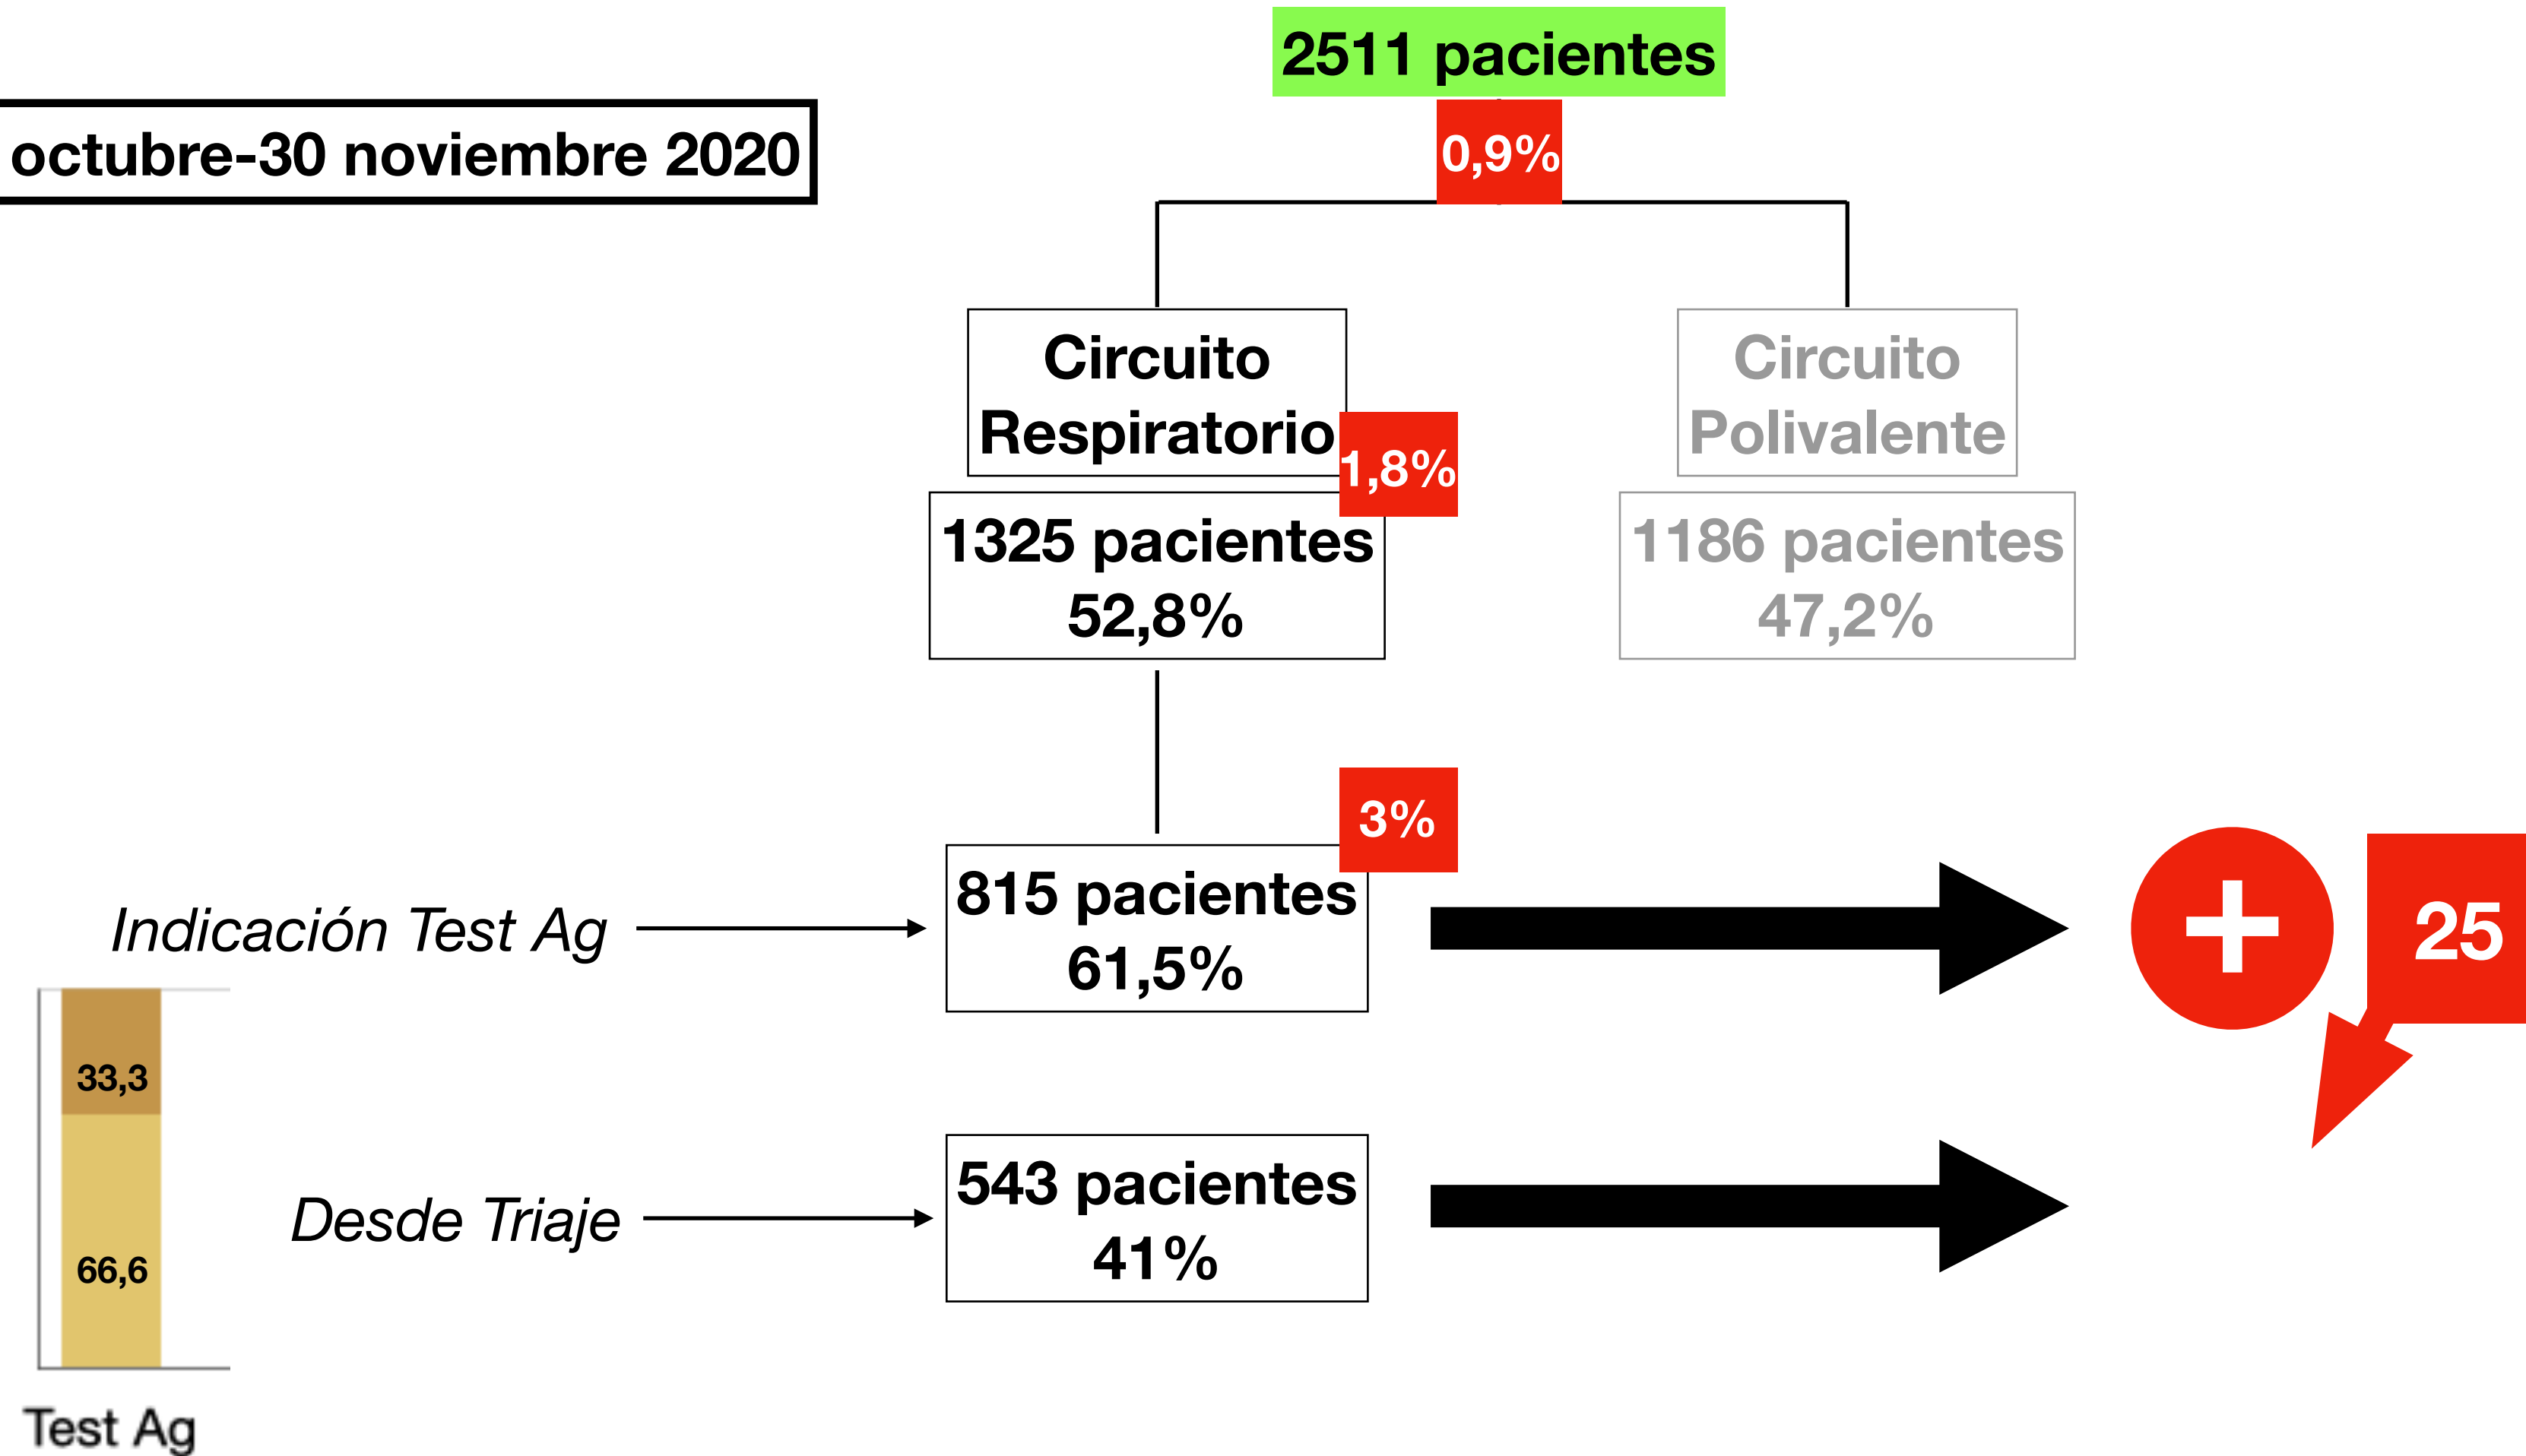 2511 pacientes
octubre-30 noviembre 2020
0,9%
Circuito
Respiratorio
1,8%
1325 pacientes
52,8%
Circuito
Polivalente
1186 pacientes
47,2%
3%
Indicación Test Ag
815 pacientes
61,5%
+
25
33,3
66,6
Test Ag
Desde Triaje
543 pacientes
41%